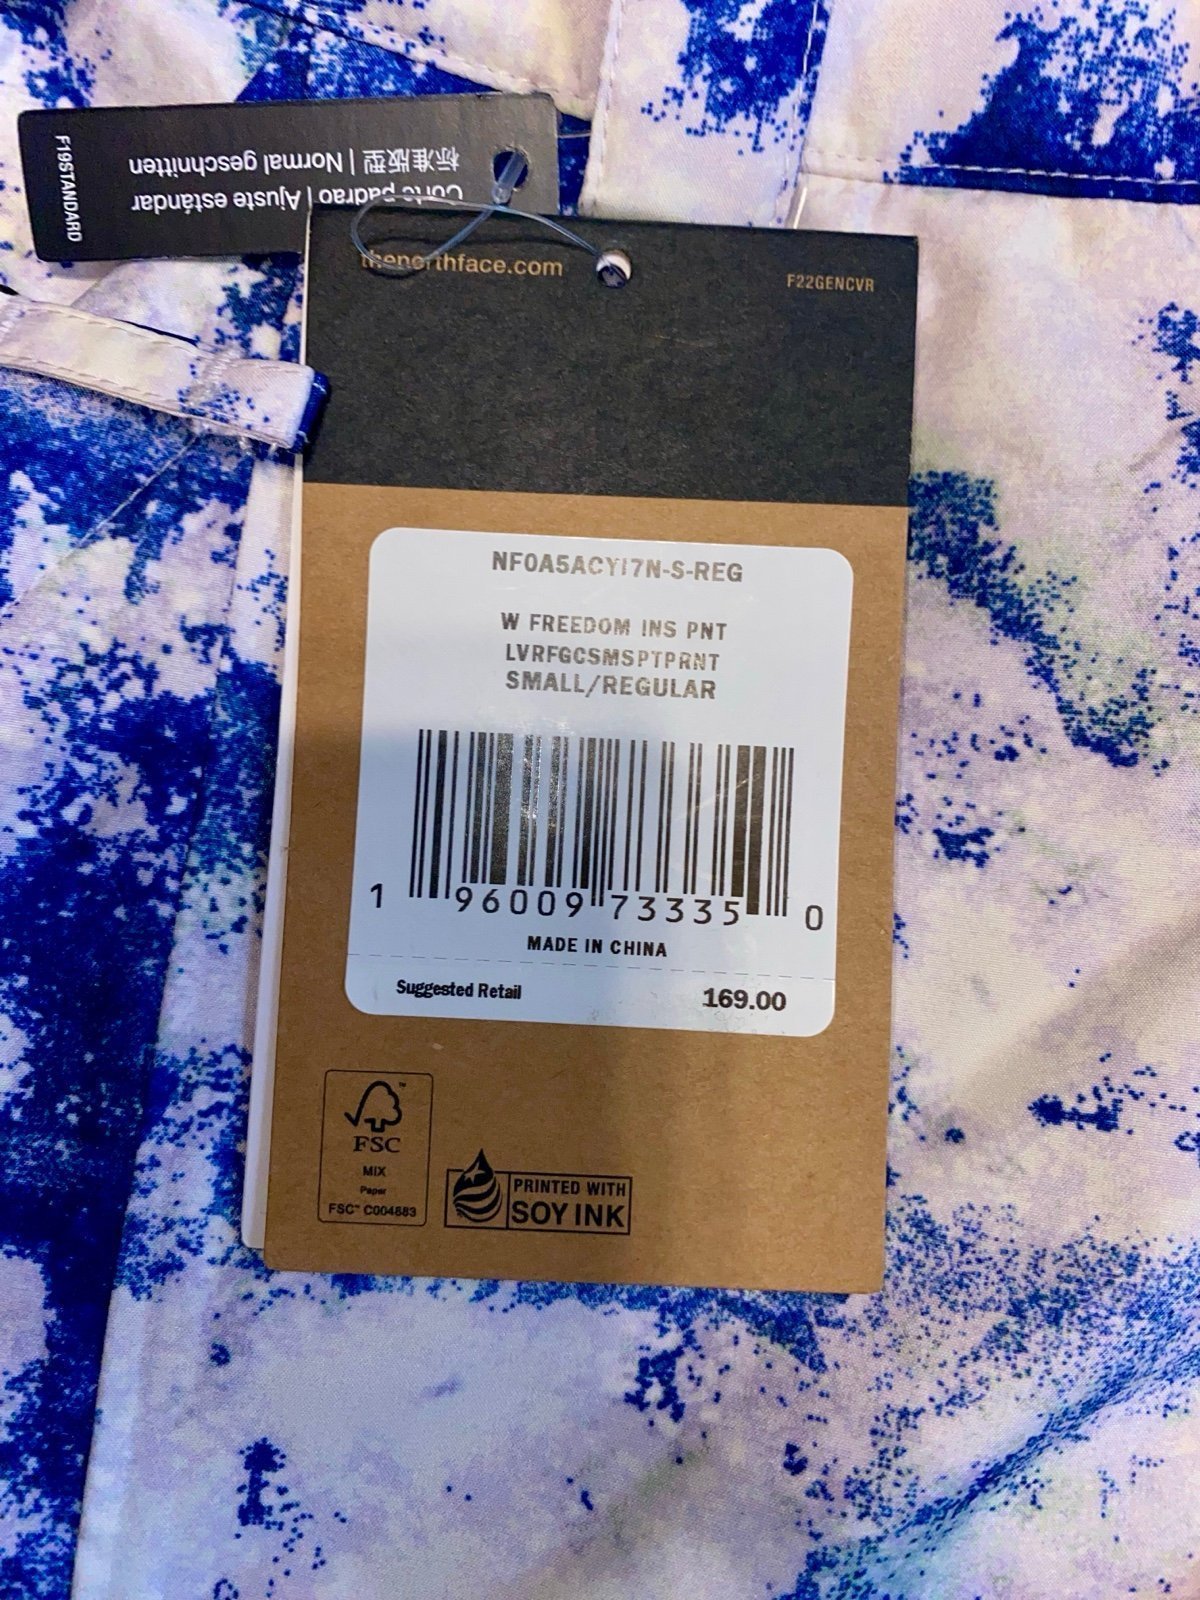 F19STANDARD
标准版型 | Normal geschnitten
padrão | Ajuste estándar
thenorthface.com
F22GENCVR
NF0A5ACYI7N-S-REG
W FREEDOM INS PNT
LVRFGCSMSPTPRNT
SMALL/REGULAR
1 96009 73335 0
MADE IN CHINA
Suggested Retail 169.00
FSC™
MIX
Paper
FSC™ C004883
PRINTED WITH
SOY INK